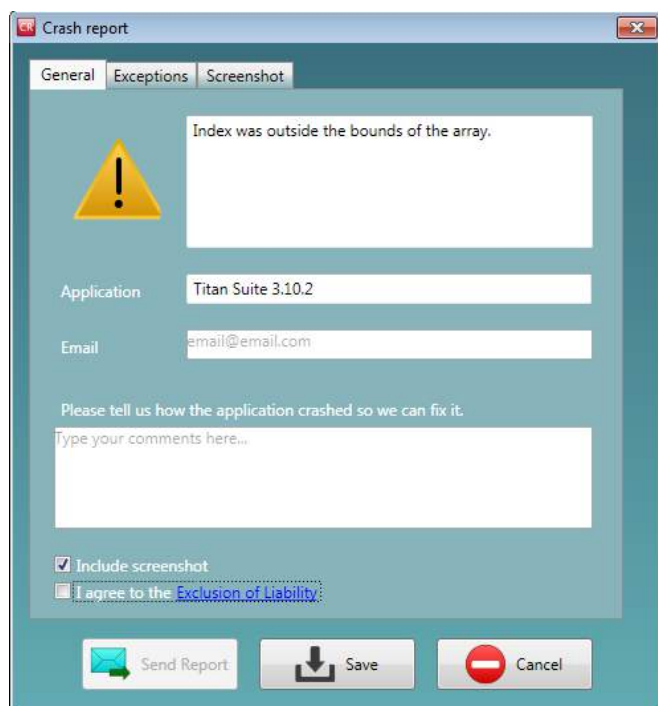 CR Crash report
General Exceptions Screenshot
Index was outside the bounds of the array.
Application Titan Suite 3.10.2
Email email@email.com
Please tell us how the application crashed so we can fix it.
Type your comments here...
Include screenshot
I agree to the Exclusion of Liability
Send Report Save Cancel